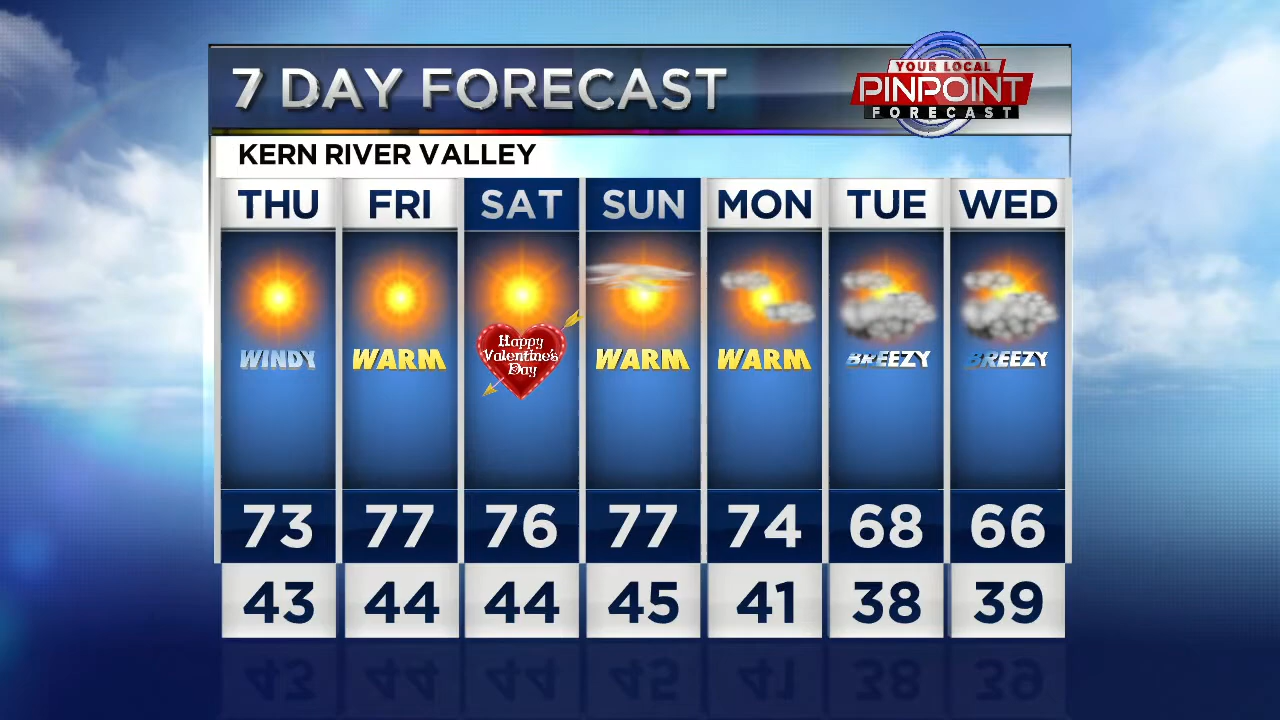 7 DAY FORECAST
YOUR LOCAL
PINPOINT
FORECAST
KERN RIVER VALLEY
THU FRI SAT SUN MON TUE WED
WINDY WARM Happy Valentine's Day WARM WARM BREEZY BREEZY
73 77 76 77 74 68 66
43 44 44 45 41 38 39